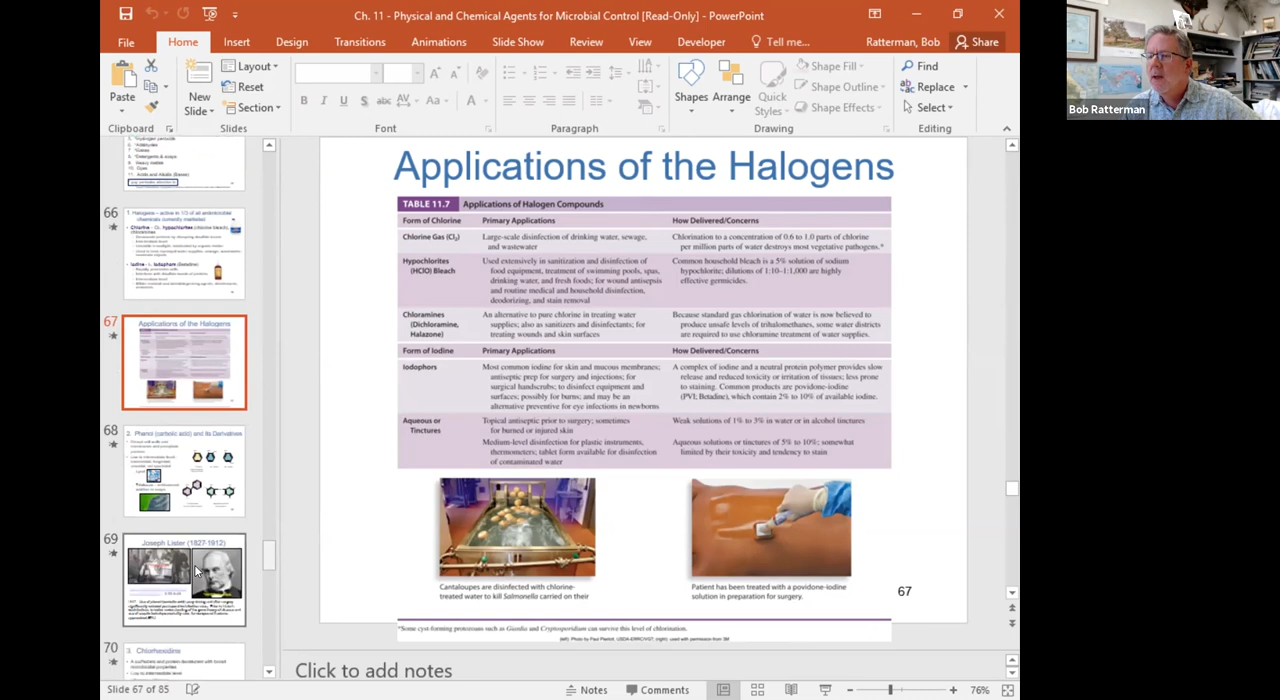 Ch. 11 - Physical and Chemical Agents for Microbial Control [Read-Only] - PowerPoint
File Home Insert Design Transitions Animations Slide Show Review View Developer Tell me... Ratterman, Bob Share
Paste
New
Slide
Layout
Reset
Section
B I U S abc AV Aa A
Shapes Arrange Quick
Styles
Shape Fill
Shape Outline
Shape Effects
Find
Replace
Select
Clipboard Slides Font Paragraph Drawing Editing
Bob Ratterman
66
67
Applications of the Halogens
68
2. Phenol (carbolic acid) and Its Derivatives
69
Joseph Lister (1827-1912)
70
3. Chlorhexidine
Applications of the Halogens
TABLE 11.7 Applications of Halogen Compounds
Form of Chlorine Primary Applications How Delivered/Concerns
Chlorine Gas (Cl2) Large-scale disinfection of drinking water, sewage, Chlorination to a concentration of 0.6 to 1.0 parts of chlorine
and wastewater per million parts of water destroys most vegetative pathogens.*
Hypochlorites Used extensively in sanitization and disinfection of Common household bleach is a 5% solution of sodium
(HClO) Bleach food equipment, treatment of swimming pools, spas, hypochlorite; dilutions of 1:10–1:1,000 are highly
drinking water, and fresh foods; for wound antisepsis effective germicides.
and routine medical and household disinfection,
deodorizing, and stain removal
Chloramines An alternative to pure chlorine in treating water Because standard gas chlorination of water is now believed to
(Dichloramine, supplies; also as sanitizers and disinfectants; for produce unsafe levels of trihalomethanes, some water districts
Halazone) treating wounds and skin surfaces are required to use chloramine treatment of water supplies.
Form of Iodine Primary Applications How Delivered/Concerns
Iodophors Most common iodine for skin and mucous membranes; A complex of iodine and a neutral protein polymer provides slow
antiseptic prep for surgery and injections; for release and reduced toxicity or irritation of tissues; less prone
surgical handscrubs; to disinfect equipment and to staining. Common products are povidone-iodine
surfaces; possibly for burns; and may be an (PVI; Betadine), which contain 2% to 10% of available iodine.
alternative preventive for eye infections in newborns
Aqueous or Topical antiseptic prior to surgery; sometimes Weak solutions of 1% to 3% in water or in alcohol tinctures
Tinctures for burned or injured skin
Medium-level disinfection for plastic instruments, Aqueous solutions or tinctures of 5% to 10%; somewhat
thermometers; tablet form available for disinfection limited by their toxicity and tendency to stain
of contaminated water
Cantaloupes are disinfected with chlorine-
treated water to kill Salmonella carried on their
Patient has been treated with a povidone-iodine
solution in preparation for surgery.
67
*Some cyst-forming protozoans such as Giardia and Cryptosporidium can survive this level of chlorination.
Click to add notes
Slide 67 of 85 Notes Comments 76%